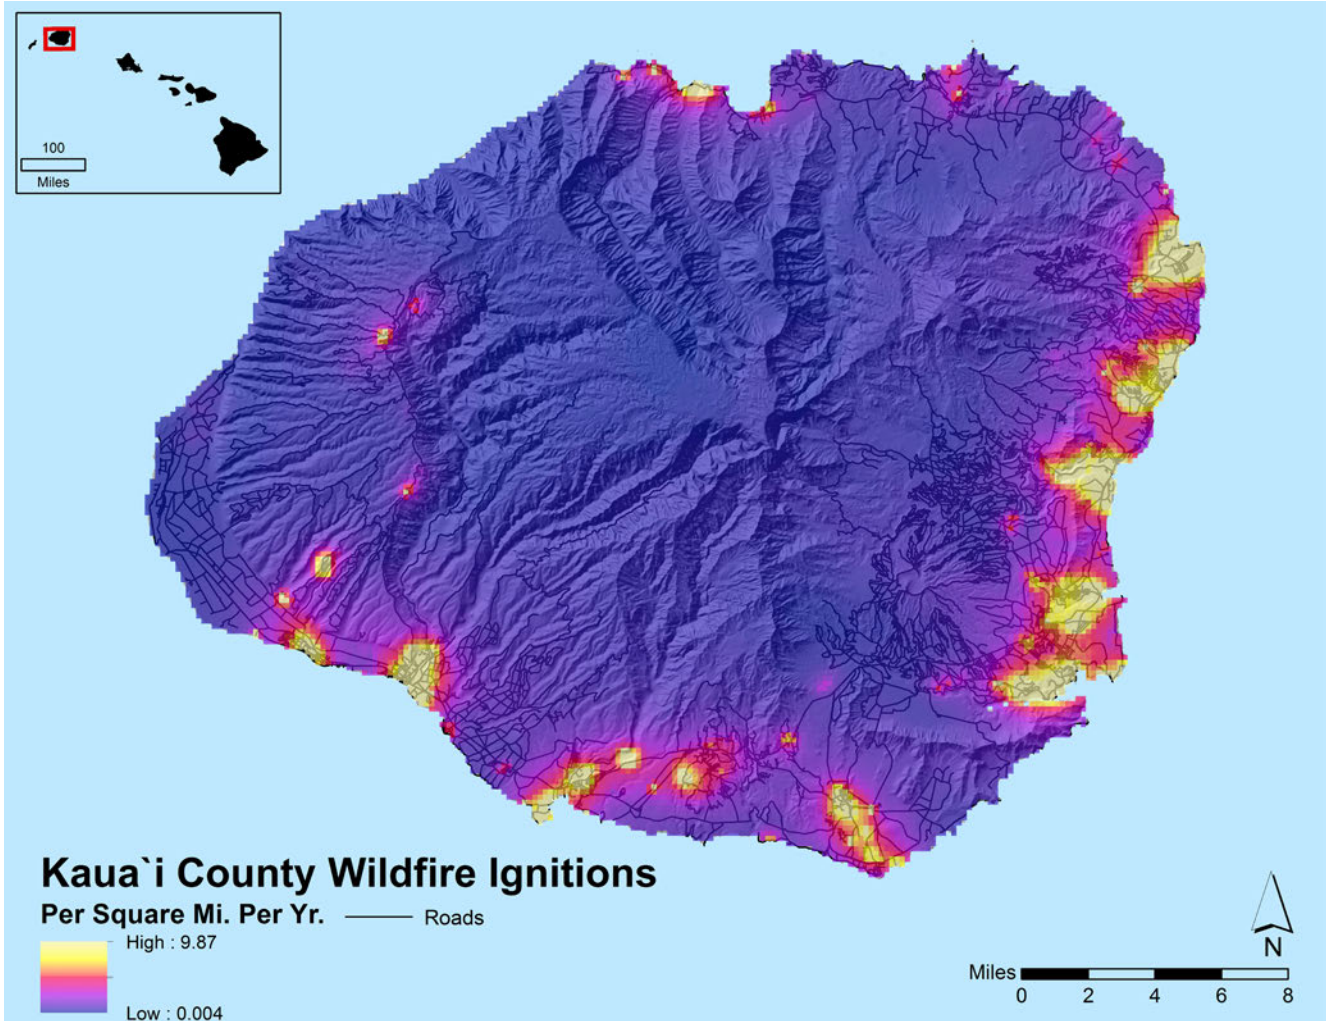 100
Miles
Kaua`i County Wildfire Ignitions
Per Square Mi. Per Yr. Roads
High : 9.87
Low : 0.004
N
Miles
0 2 4 6 8